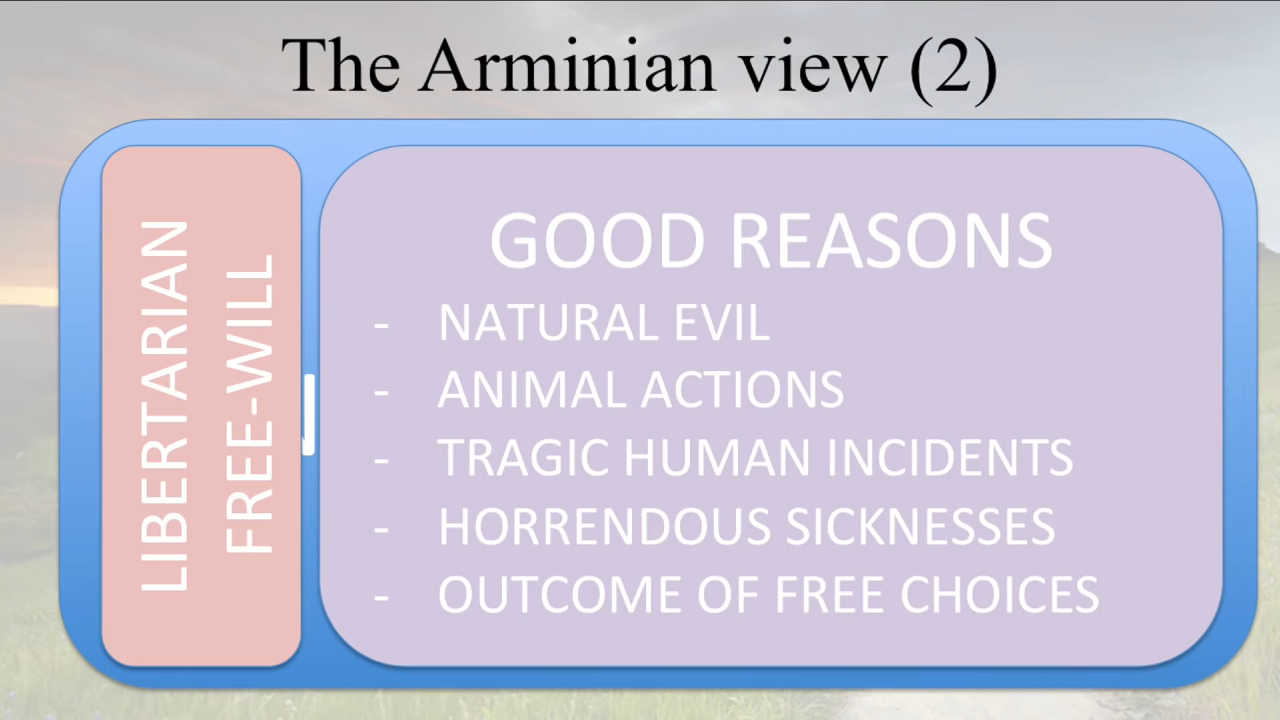 The Arminian view (2)
LIBERTARIAN
FREE-WILL
GOOD REASONS
- NATURAL EVIL
- ANIMAL ACTIONS
- TRAGIC HUMAN INCIDENTS
- HORRENDOUS SICKNESSES
- OUTCOME OF FREE CHOICES